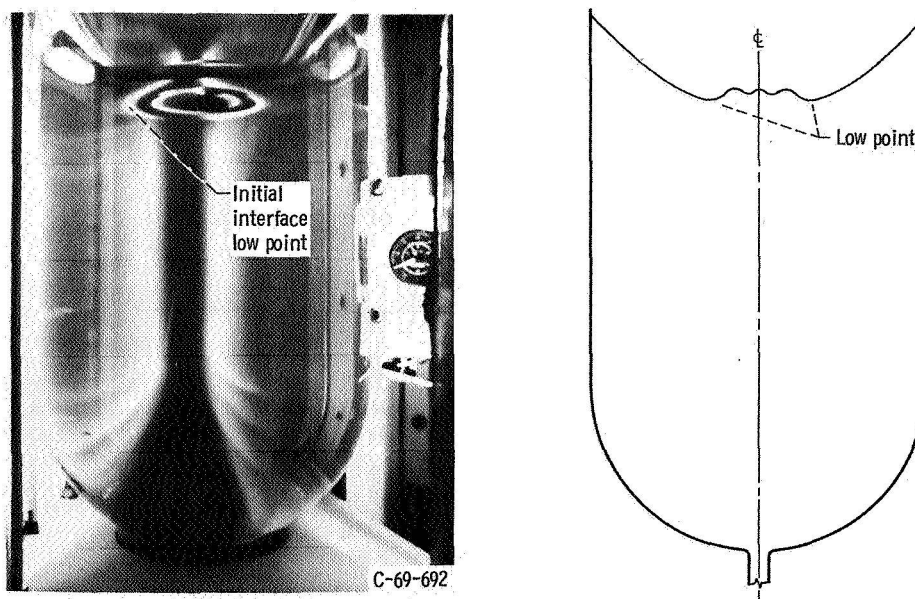 Initial
interface
low point
C-69-692
℄
Low point